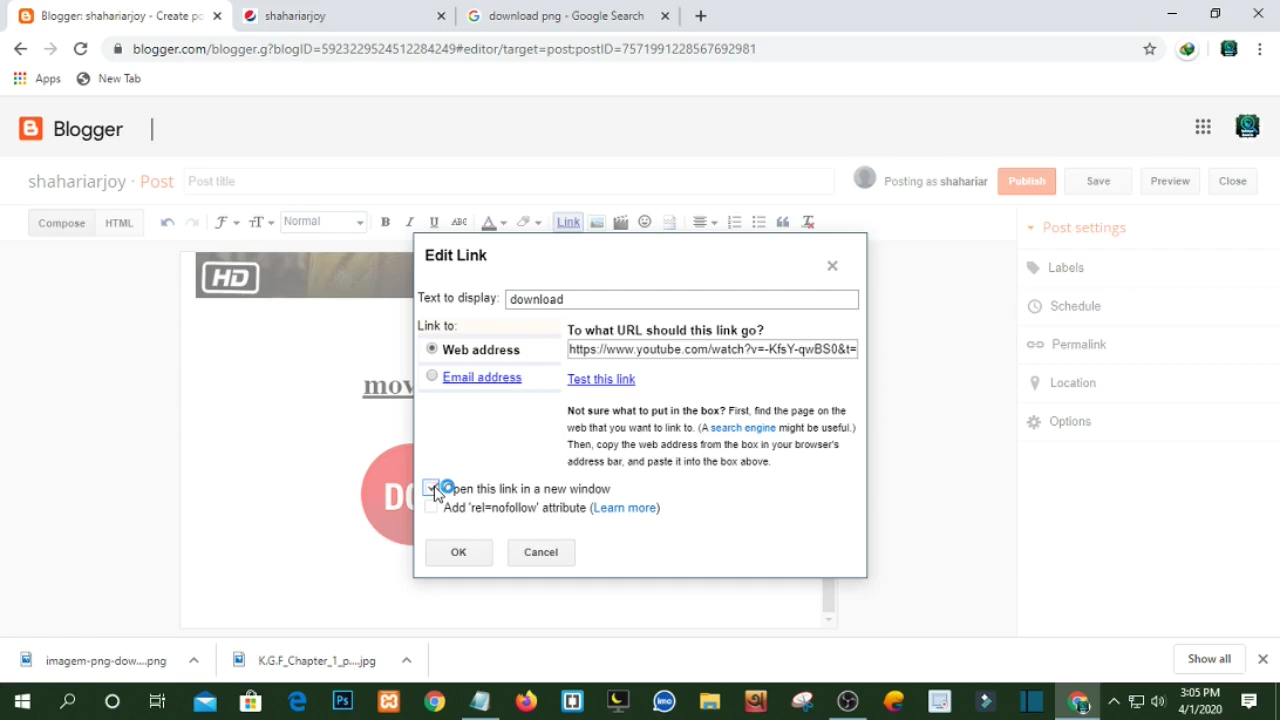 Blogger: shahariarjoy - Create po
shahariarjoy
download png - Google Search
blogger.com/blogger.g?blogID=5923229524512284249#editor/target=post;postID=7571991228567692981
Apps
New Tab
Blogger
shahariarjoy · Post
Post title
Posting as shahariar
Publish
Save
Preview
Close
Compose
HTML
Normal
B
I
U
ABC
A
Link
Post settings
Labels
Schedule
Permalink
Location
Options
HD
mov
DO
Edit Link
Text to display:
download
Link to:
Web address
Email address
To what URL should this link go?
https://www.youtube.com/watch?v=-KfsY-qwBS0&t=
Test this link
Not sure what to put in the box? First, find the page on the
web that you want to link to. (A search engine might be useful.)
Then, copy the web address from the box in your browser's
address bar, and paste it into the box above.
Open this link in a new window
Add 'rel=nofollow' attribute (Learn more)
OK
Cancel
imagem-png-dow....png
K.G.F_Chapter_1_p....jpg
Show all
Ps
imo
3:05 PM
4/1/2020